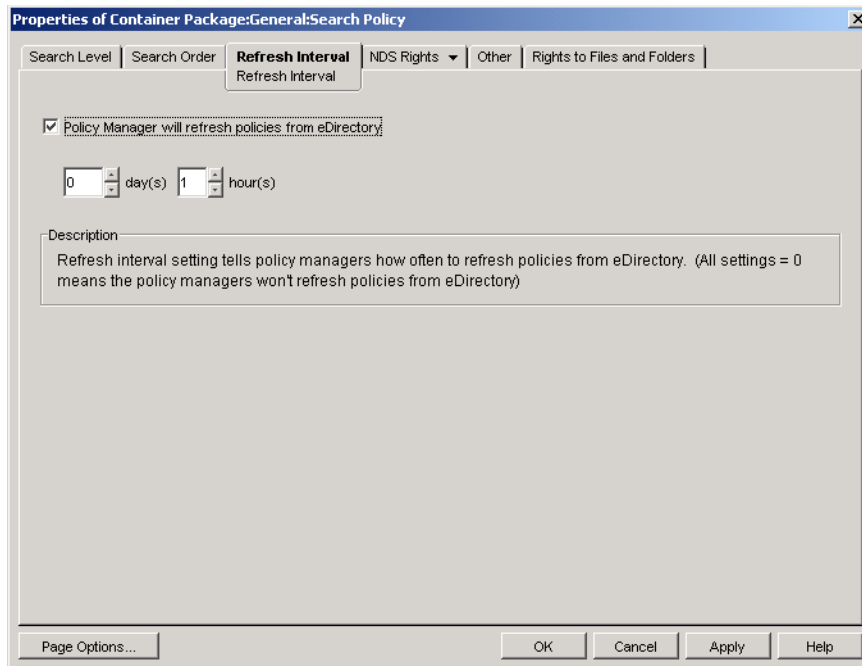 Properties of Container Package:General:Search Policy
Search Level Search Order Refresh Interval NDS Rights Other Rights to Files and Folders
Refresh Interval
Policy Manager will refresh policies from eDirectory
0 day(s) 1 hour(s)
Description
Refresh interval setting tells policy managers how often to refresh policies from eDirectory. (All settings = 0
means the policy managers won't refresh policies from eDirectory)
Page Options... OK Cancel Apply Help